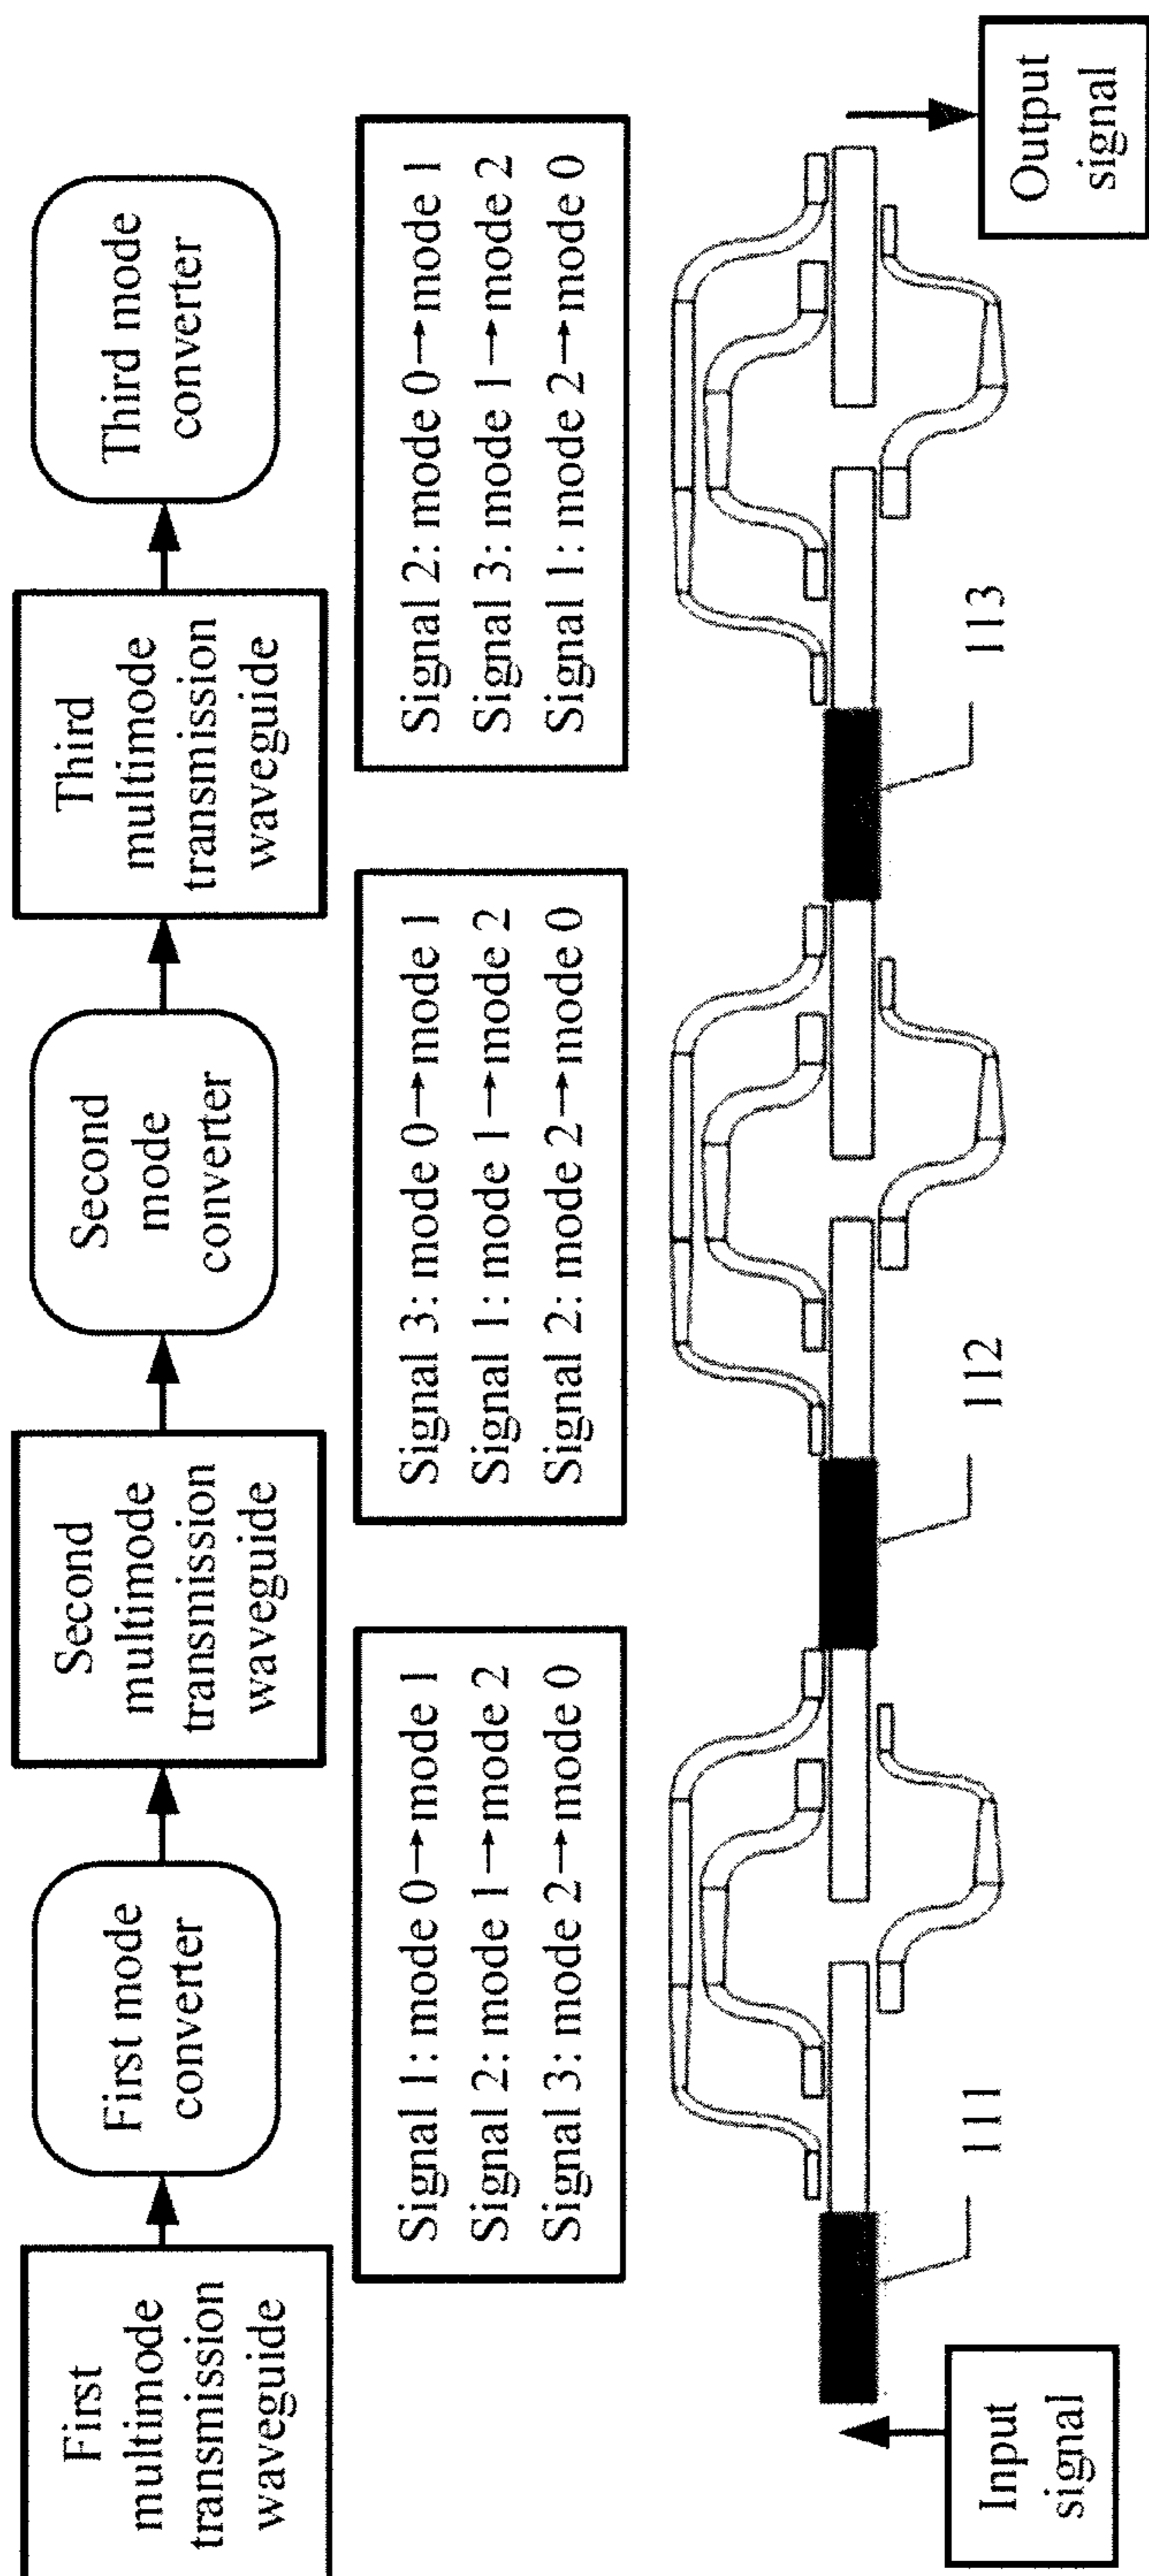 First
multimode
transmission
waveguide
First mode
converter
Second
multimode
transmission
waveguide
Second
mode
converter
Third
multimode
transmission
waveguide
Third mode
converter
Signal 1: mode 0→mode 1
Signal 2: mode 1→mode 2
Signal 3: mode 2→mode 0
Signal 3: mode 0→mode 1
Signal 1: mode 1→mode 2
Signal 2: mode 2→mode 0
Signal 2: mode 0→mode 1
Signal 3: mode 1→mode 2
Signal 1: mode 2→mode 0
111
112
113
Input
signal
Output
signal